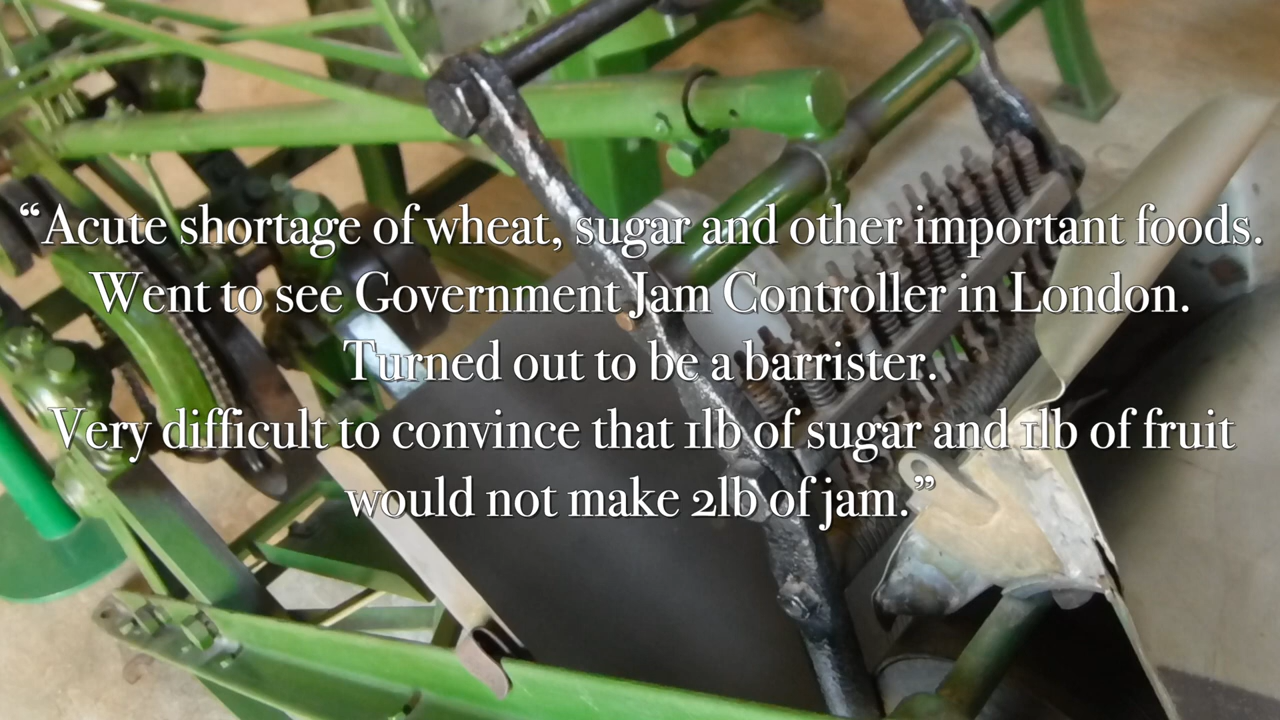 “Acute shortage of wheat, sugar and other important foods.
Went to see Government Jam Controller in London.
Turned out to be a barrister.
Very difficult to convince that 1lb of sugar and 1lb of fruit
would not make 2lb of jam.”